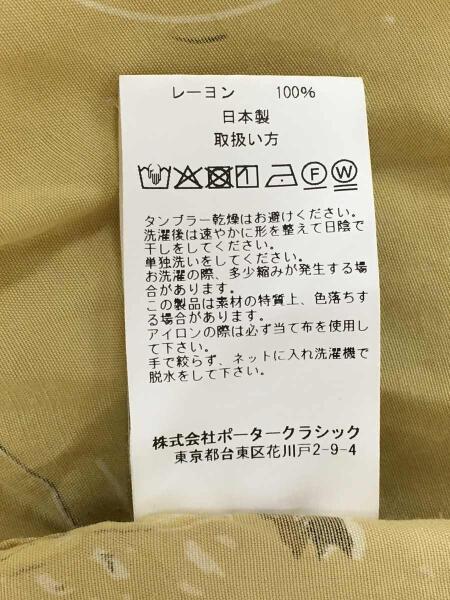 レーヨン 100%
日本製
取扱い方
F W
タンブラー乾燥はお避けください。
洗濯後は速やかに形を整えて日陰で
干しをしてください。
単独洗いをしてください。
お洗濯の際、多少縮みが発生する場
合があります。
この製品は素材の特質上、色落ちす
る場合があります。
アイロンの際は必ず当て布を使用し
て下さい。
手で絞らず、ネットに入れ洗濯機で
脱水をして下さい。
株式会社ポータークラシック
東京都台東区花川戸2-9-4